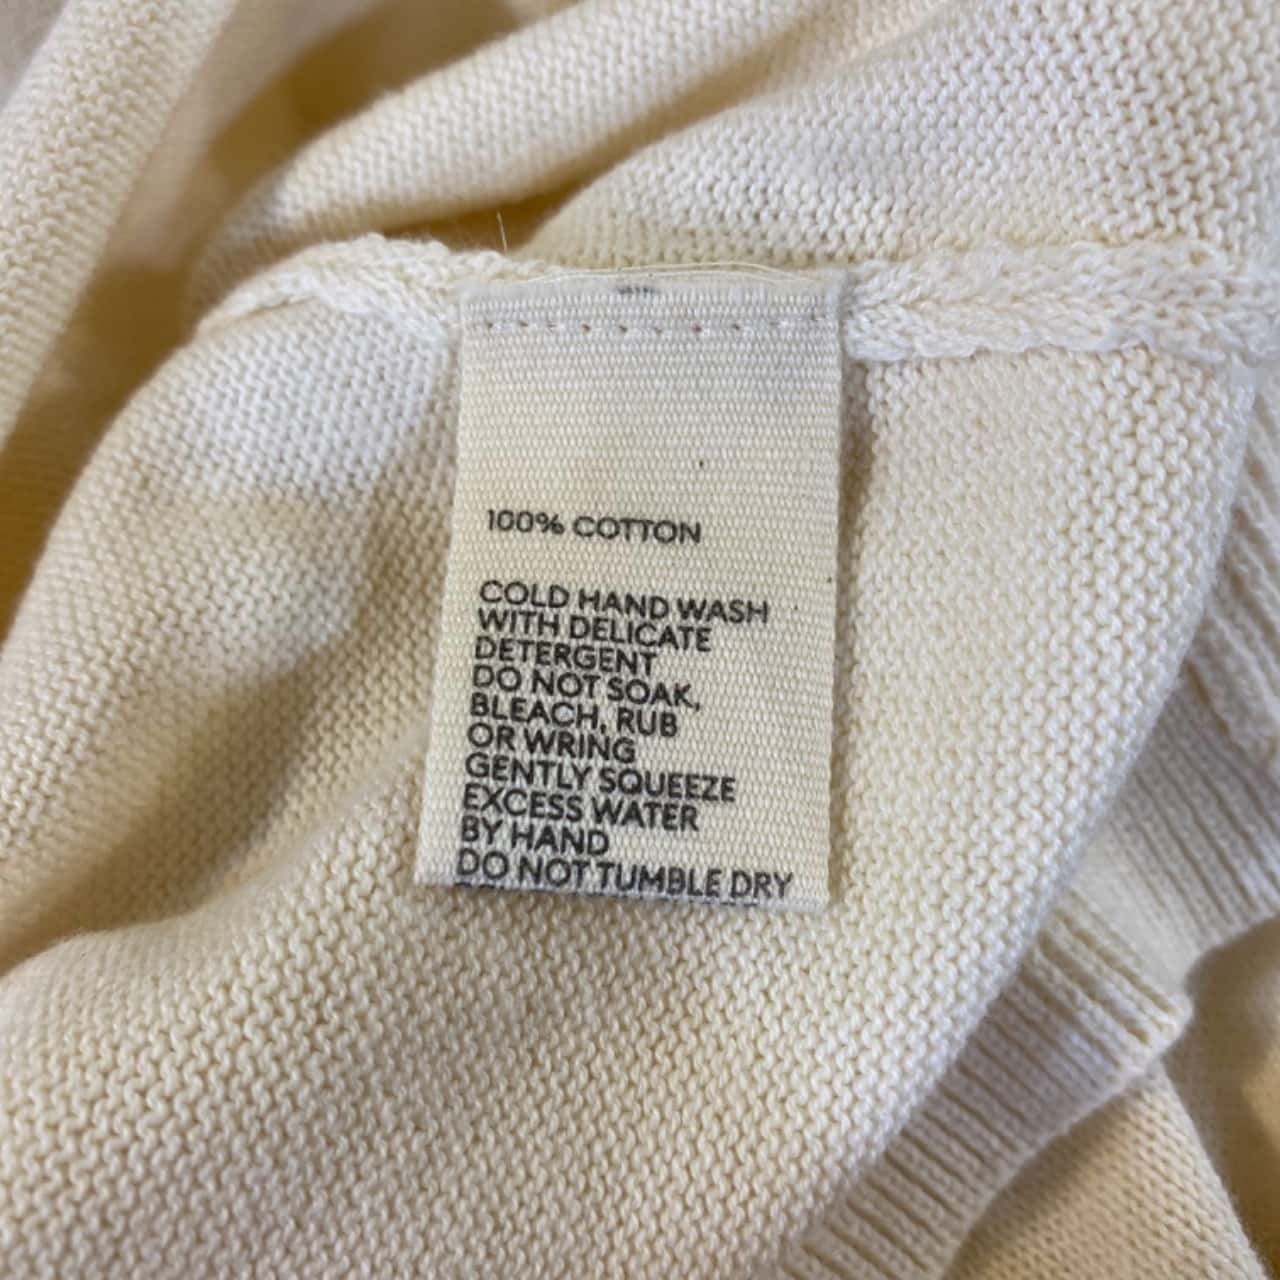 100% COTTON
COLD HAND WASH
WITH DELICATE
DETERGENT
DO NOT SOAK,
BLEACH, RUB
OR WRING
GENTLY SQUEEZE
EXCESS WATER
BY HAND
DO NOT TUMBLE DRY